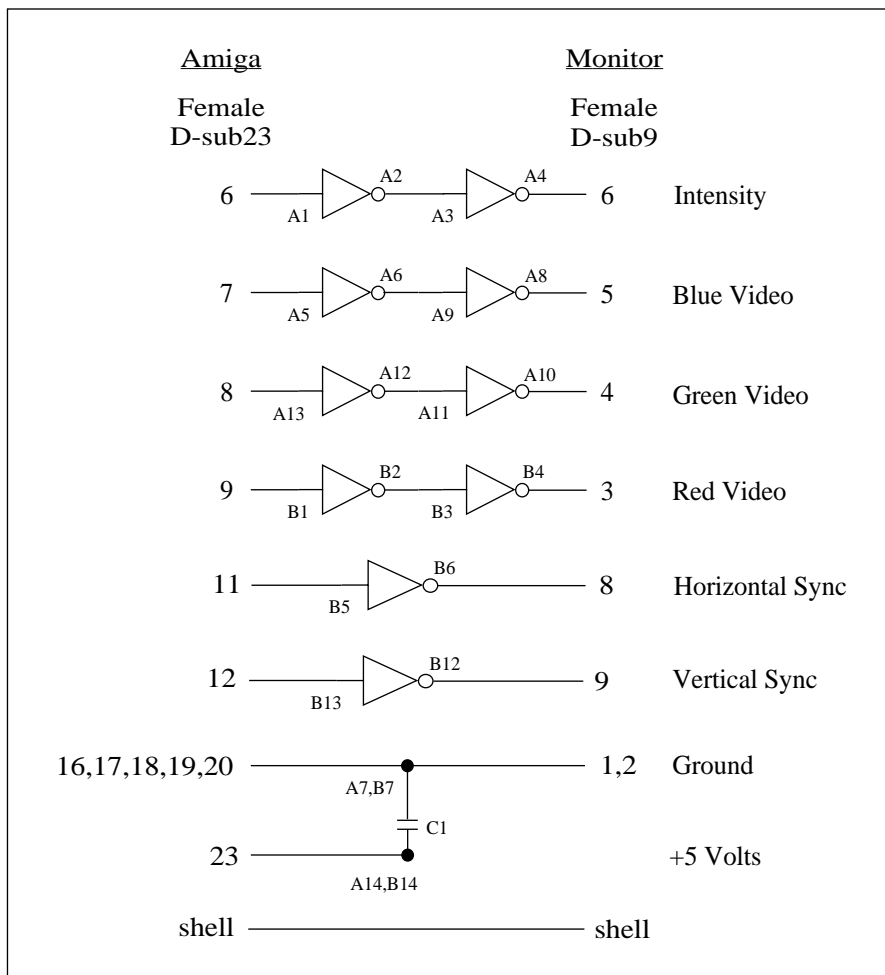 Amiga Monitor
Female Female
D-sub23 D-sub9
6 A1 A2 A3 A4 6 Intensity
7 A5 A6 A9 A8 5 Blue Video
8 A13 A12 A11 A10 4 Green Video
9 B1 B2 B3 B4 3 Red Video
11 B5 B6 8 Horizontal Sync
12 B13 B12 9 Vertical Sync
16,17,18,19,20 1,2 Ground
A7,B7
C1
23 +5 Volts
A14,B14
shell shell